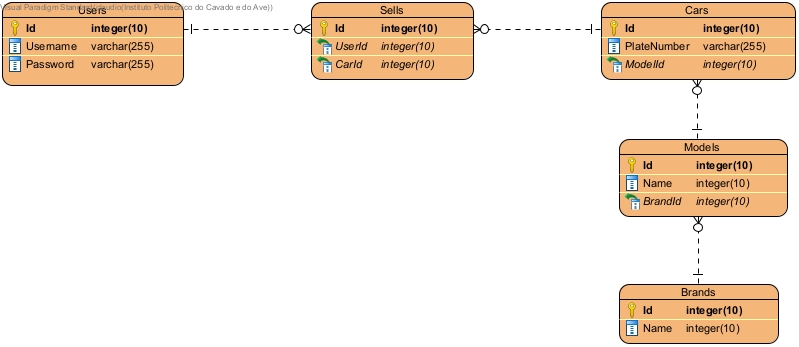 Visual Paradigm Standard(claudio(Instituto Politecnico do Cavado e do Ave))
Users
Id integer(10)
Username varchar(255)
Password varchar(255)
Sells
Id integer(10)
UserId integer(10)
CarId integer(10)
Cars
Id integer(10)
PlateNumber varchar(255)
ModelId integer(10)
Models
Id integer(10)
Name integer(10)
BrandId integer(10)
Brands
Id integer(10)
Name integer(10)